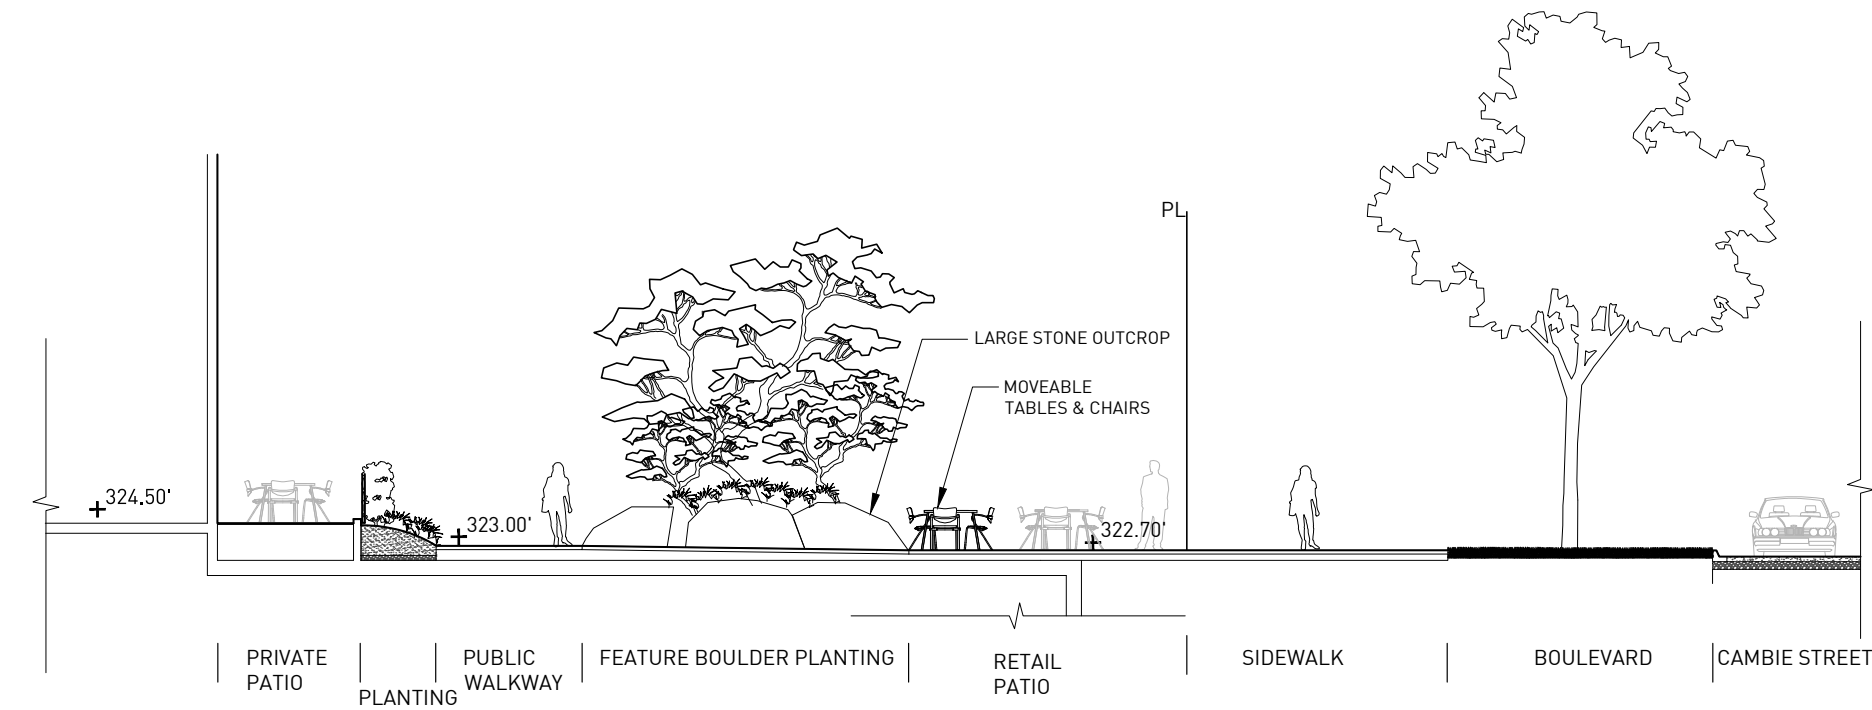 PL
LARGE STONE OUTCROP
MOVEABLE
TABLES & CHAIRS
324.50'
323.00'
322.70'
PRIVATE
PATIO
PLANTING
PUBLIC
WALKWAY
FEATURE BOULDER PLANTING
RETAIL
PATIO
SIDEWALK
BOULEVARD
CAMBIE STREET